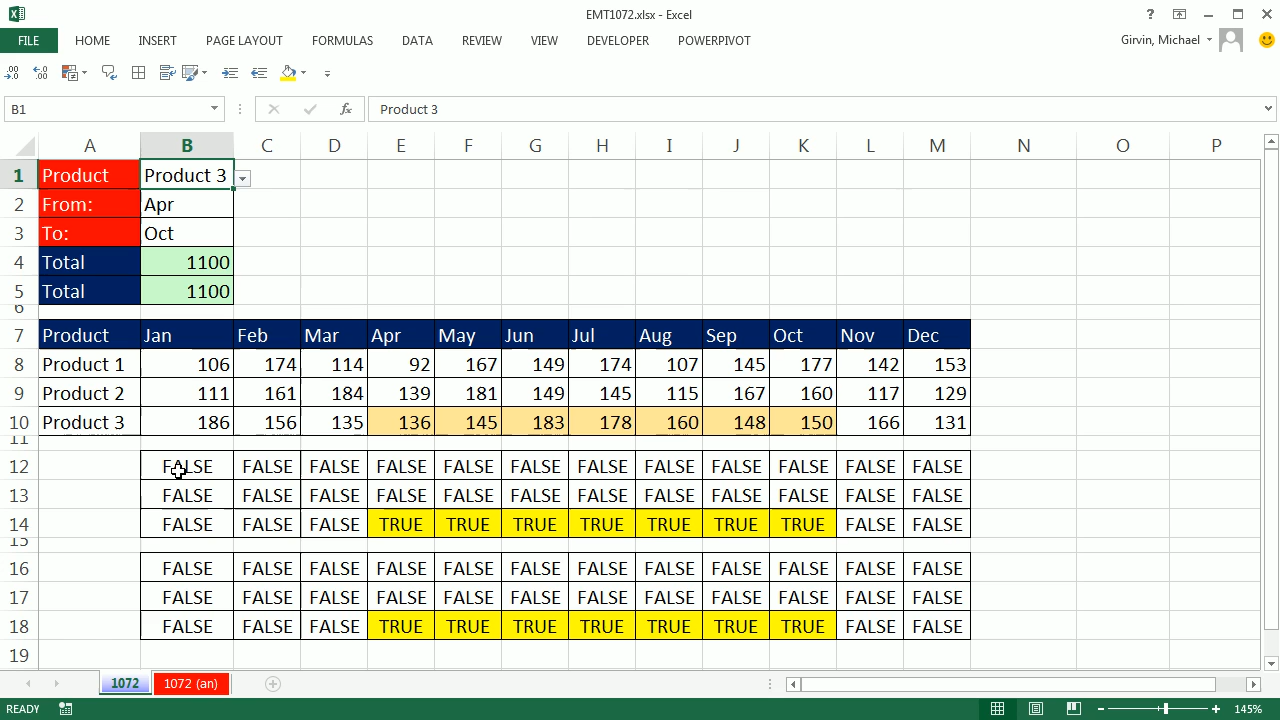 EMT1072.xlsx - Excel
FILE HOME INSERT PAGE LAYOUT FORMULAS DATA REVIEW VIEW DEVELOPER POWERPIVOT Girvin, Michael
B1 Product 3
A B C D E F G H I J K L M N O P
1 Product Product 3
2 From: Apr
3 To: Oct
4 Total 1100
5 Total 1100
6
7 Product Jan Feb Mar Apr May Jun Jul Aug Sep Oct Nov Dec
8 Product 1 106 174 114 92 167 149 174 107 145 177 142 153
9 Product 2 111 161 184 139 181 149 145 115 167 160 117 129
10 Product 3 186 156 135 136 145 183 178 160 148 150 166 131
11
12 FALSE FALSE FALSE FALSE FALSE FALSE FALSE FALSE FALSE FALSE FALSE FALSE
13 FALSE FALSE FALSE FALSE FALSE FALSE FALSE FALSE FALSE FALSE FALSE FALSE
14 FALSE FALSE FALSE TRUE TRUE TRUE TRUE TRUE TRUE TRUE FALSE FALSE
15
16 FALSE FALSE FALSE FALSE FALSE FALSE FALSE FALSE FALSE FALSE FALSE FALSE
17 FALSE FALSE FALSE FALSE FALSE FALSE FALSE FALSE FALSE FALSE FALSE FALSE
18 FALSE FALSE FALSE TRUE TRUE TRUE TRUE TRUE TRUE TRUE FALSE FALSE
19
1072 1072 (an)
READY 145%